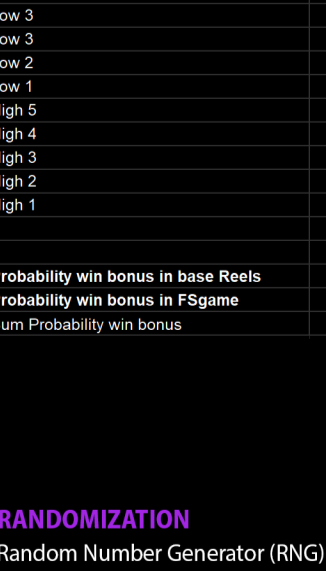 ow 3
ow 3
ow 2
ow 1
igh 5
igh 4
igh 3
igh 2
igh 1
robability win bonus in base Reels
robability win bonus in FSgame
um Probability win bonus
RANDOMIZATION
Random Number Generator (RNG)